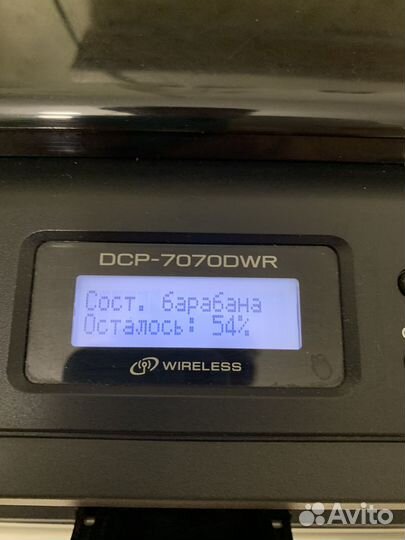 DCP-7070DWR
Сост. барабана
Осталось: 54%
WIRELESS
Avito